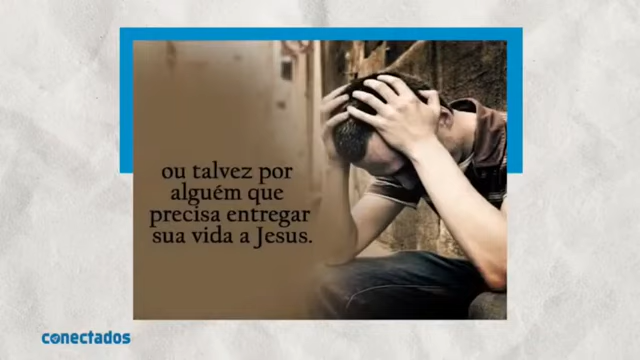 ou talvez por
alguém que
precisa entregar
sua vida a Jesus.
conectados